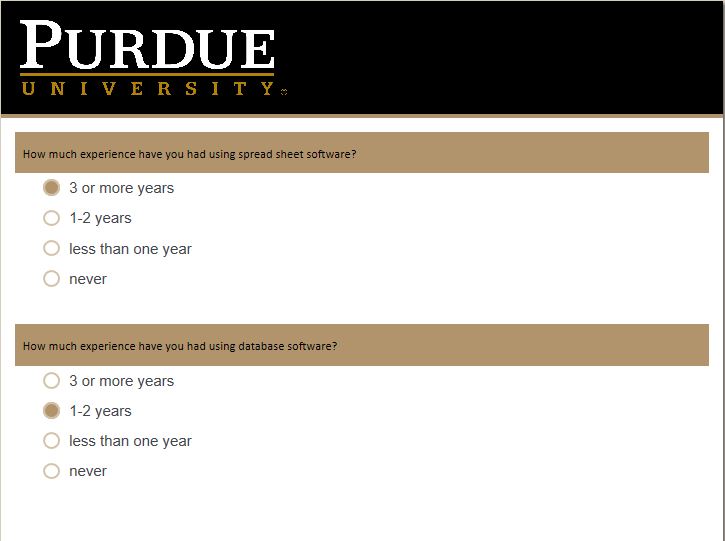 PURDUE
UNIVERSITY
How much experience have you had using spread sheet software?
3 or more years
1-2 years
less than one year
never
How much experience have you had using database software?
3 or more years
1-2 years
less than one year
never